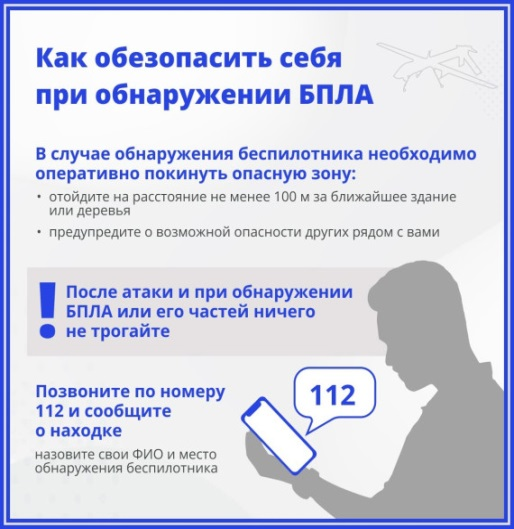 Как обезопасить себя
при обнаружении БПЛА
В случае обнаружения беспилотника необходимо
оперативно покинуть опасную зону:
• отойдите на расстояние не менее 100 м за ближайшее здание
или деревья
• предупредите о возможной опасности других рядом с вами
! После атаки и при обнаружении
БПЛА или его частей ничего
не трогайте
Позвоните по номеру
112 и сообщите
о находке
назовите свои ФИО и место
обнаружения беспилотника
112